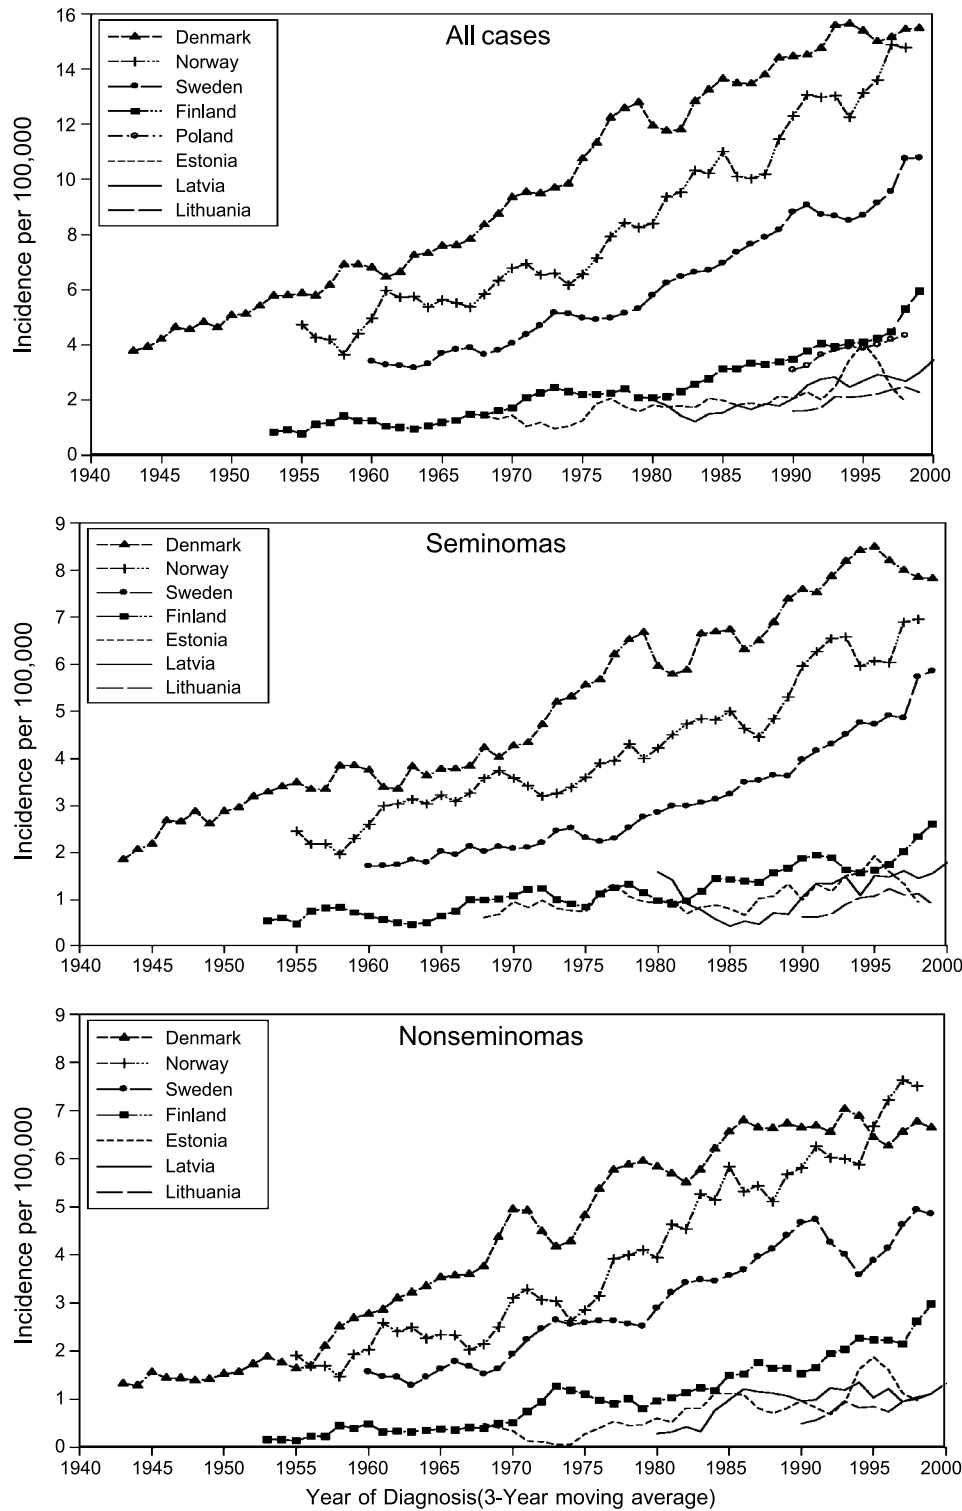 All cases
Denmark
Norway
Sweden
Finland
Poland
Estonia
Latvia
Lithuania
Incidence per 100,000
16
14
12
10
8
6
4
2
0
1940 1945 1950 1955 1960 1965 1970 1975 1980 1985 1990 1995 2000
Seminomas
Denmark
Norway
Sweden
Finland
Estonia
Latvia
Lithuania
Incidence per 100,000
9
8
7
6
5
4
3
2
1
0
1940 1945 1950 1955 1960 1965 1970 1975 1980 1985 1990 1995 2000
Nonseminomas
Denmark
Norway
Sweden
Finland
Estonia
Latvia
Lithuania
Incidence per 100,000
9
8
7
6
5
4
3
2
1
0
1940 1945 1950 1955 1960 1965 1970 1975 1980 1985 1990 1995 2000
Year of Diagnosis(3-Year moving average)